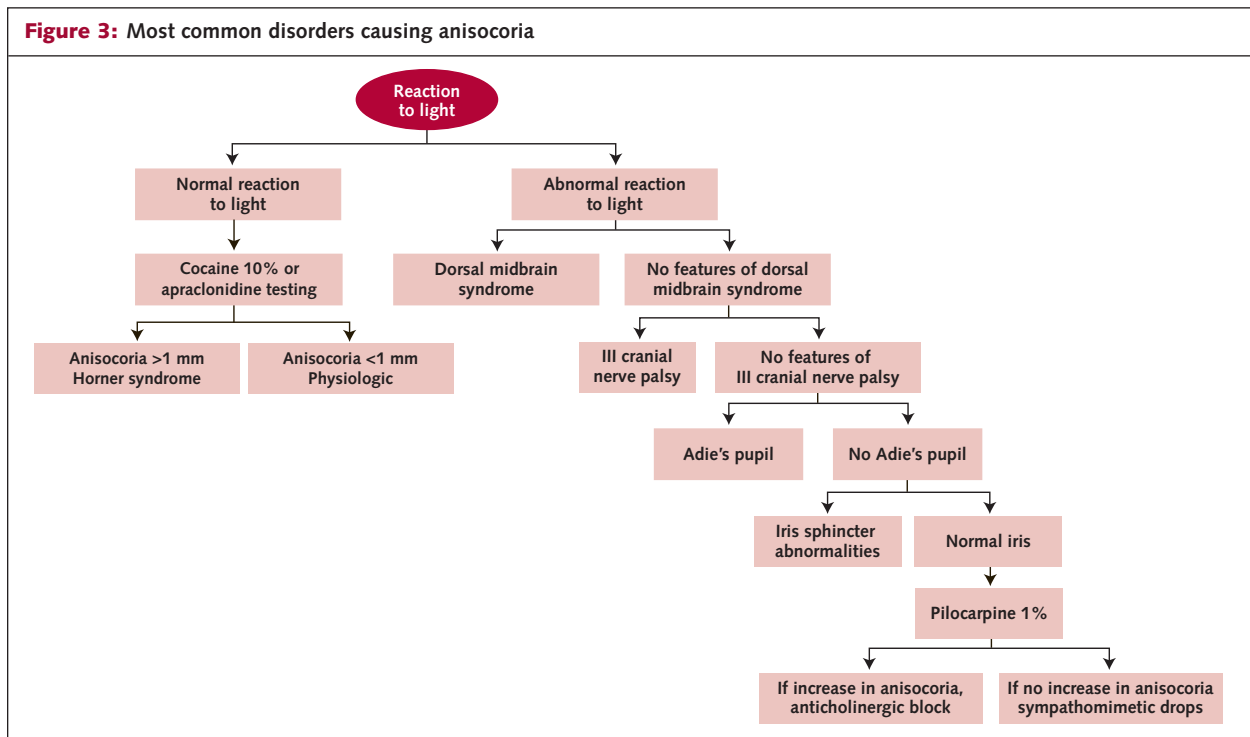 Figure 3: Most common disorders causing anisocoria
Reaction
to light
Normal reaction
to light
Abnormal reaction
to light
Cocaine 10% or
apraclonidine testing
Dorsal midbrain
syndrome
No features of dorsal
midbrain syndrome
Anisocoria >1 mm
Horner syndrome
Anisocoria <1 mm
Physiologic
III cranial
nerve palsy
No features of
III cranial nerve palsy
Adie's pupil
No Adie's pupil
Iris sphincter
abnormalities
Normal iris
Pilocarpine 1%
If increase in anisocoria,
anticholinergic block
If no increase in anisocoria
sympathomimetic drops